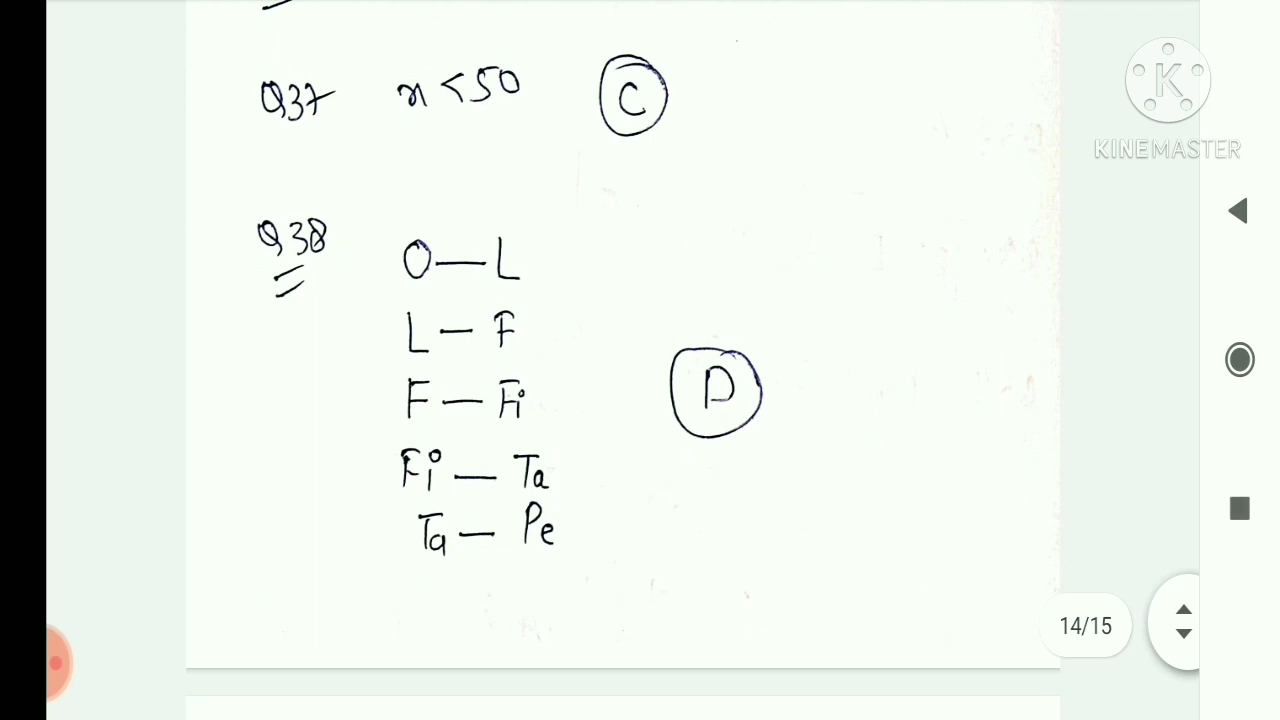 Q37 x < 50 C
Q38
O — L
L — F
F — Fi
D
Fi — Ta
Ta — Pe
K
KINEMASTER
14/15